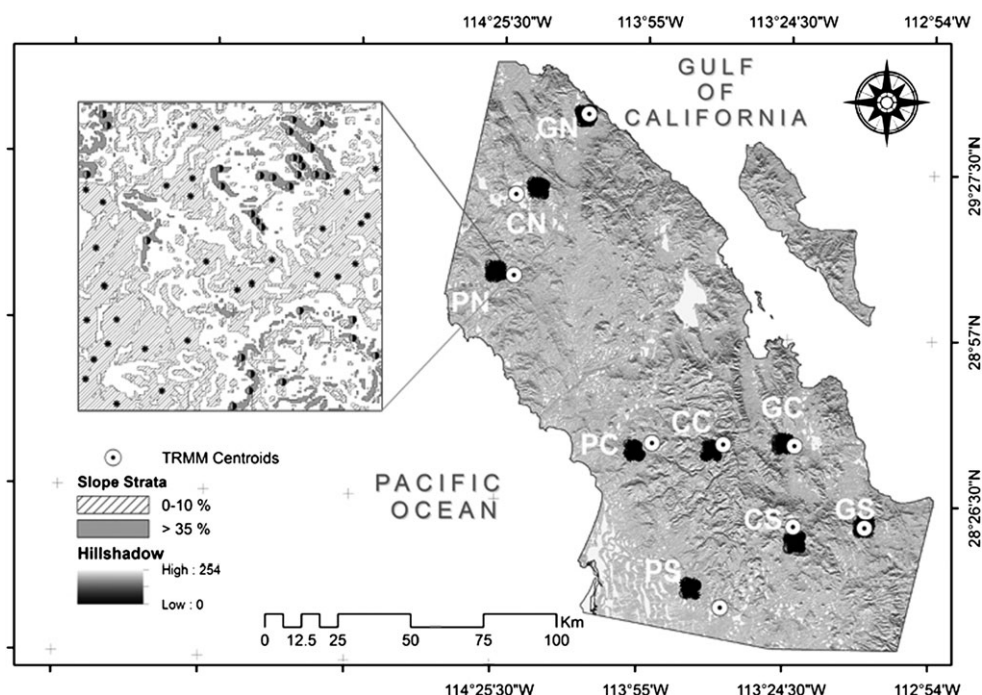 114°25'30"W 113°55'W 113°24'30"W 112°54'W
GULF
OF
CALIFORNIA
GN
29°27'30"N
CN
PN
28°57'N
PC CC GC
TRMM Centroids
Slope Strata
0-10 %
> 35 %
Hillshadow
High : 254
Low : 0
PACIFIC
OCEAN
CS GS
28°26'30"N
PS
Km
0 12.5 25 50 75 100
114°25'30"W 113°55'W 113°24'30"W 112°54'W